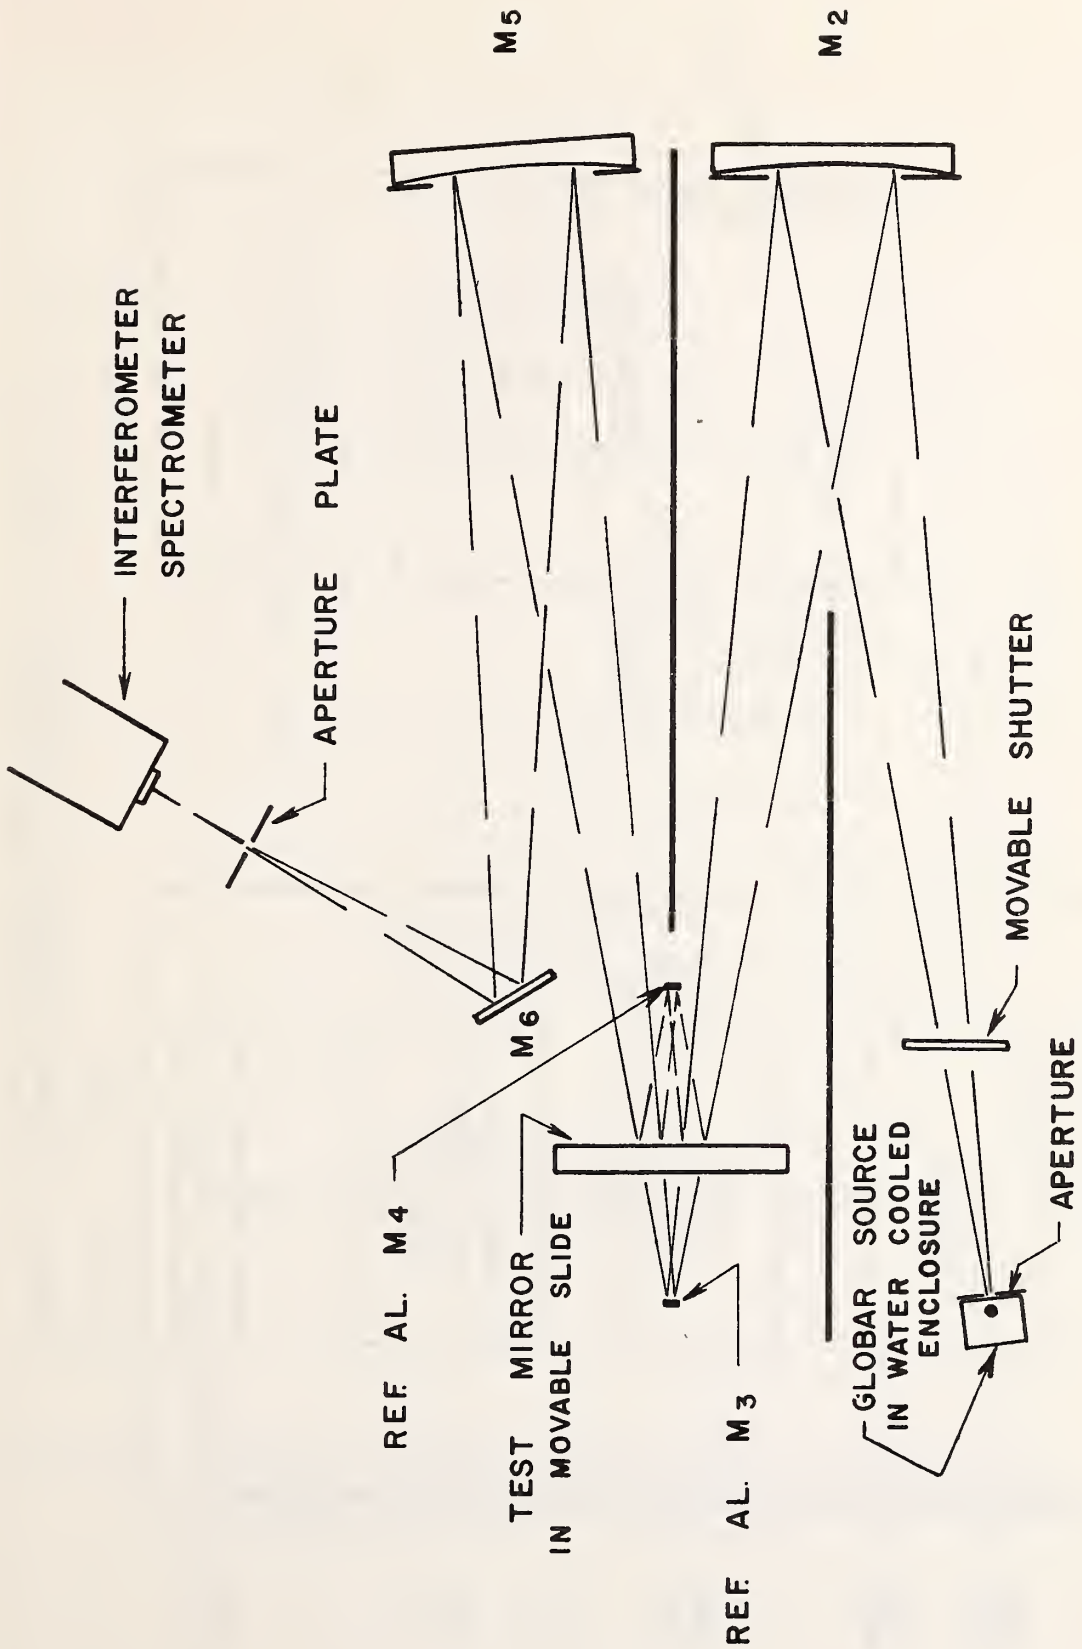 INTERFEROMETER
SPECTROMETER
APERTURE PLATE
M5
M2
M6
REF. AL. M4
TEST MIRROR
IN MOVABLE SLIDE
REF. AL. M3
GLOBAR SOURCE
IN WATER COOLED
ENCLOSURE
MOVABLE SHUTTER
APERTURE